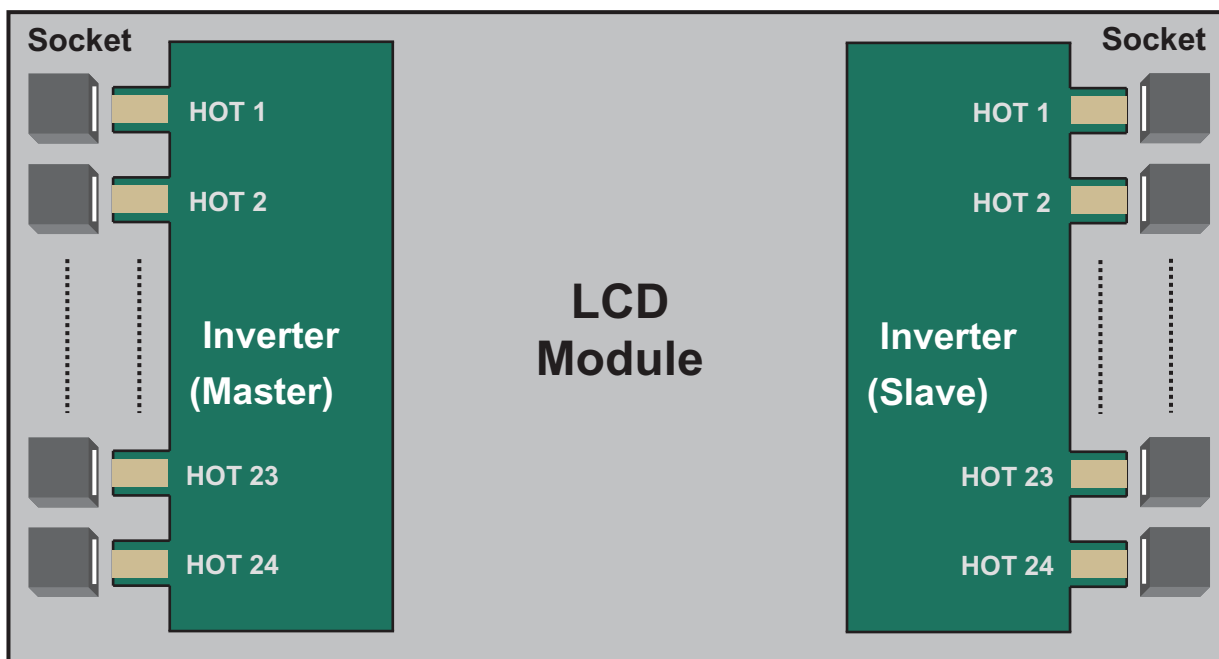 Socket
Socket
HOT 1
HOT 1
HOT 2
HOT 2
LCD
Module
Inverter
(Master)
Inverter
(Slave)
HOT 23
HOT 23
HOT 24
HOT 24